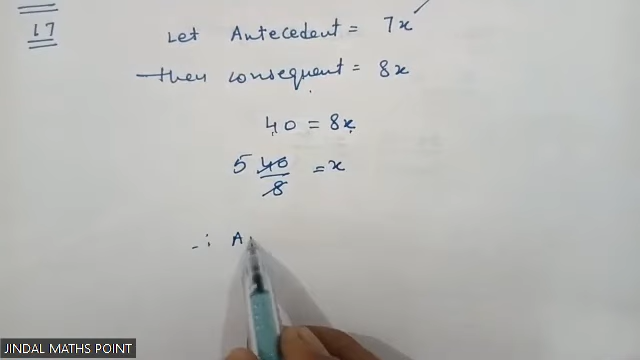 17
Let Antecedent = 7x
Then consequent = 8x
40 = 8x
5 40/8 = x
∴ A
JINDAL MATHS POINT